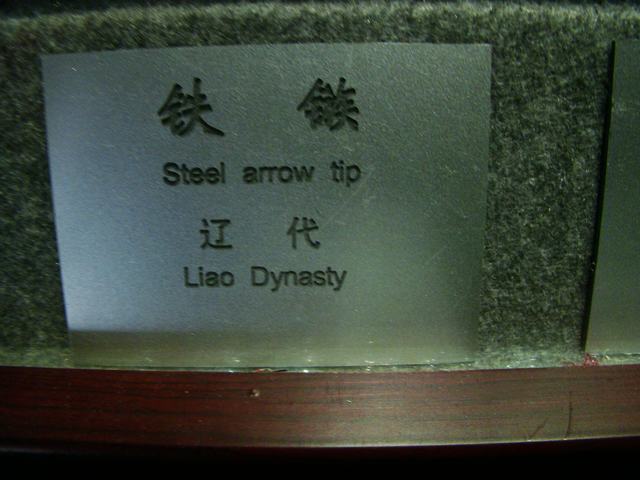 铁 镞
Steel arrow tip
辽 代
Liao Dynasty